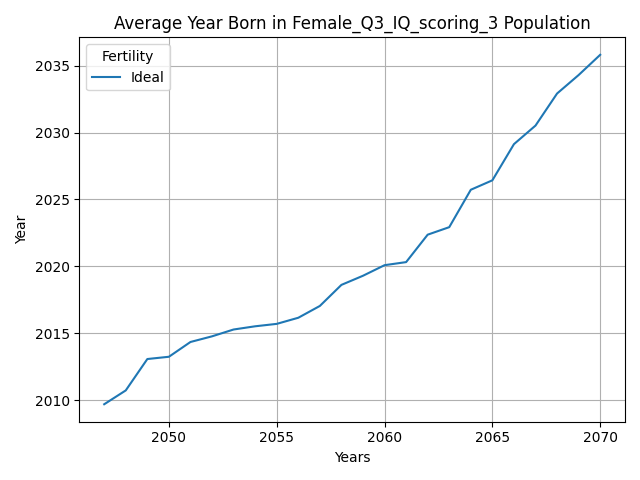 Average Year Born in Female_Q3_IQ_scoring_3 Population
Fertility
Ideal
Year
2035
2030
2025
2020
2015
2010
2050 2055 2060 2065 2070
Years